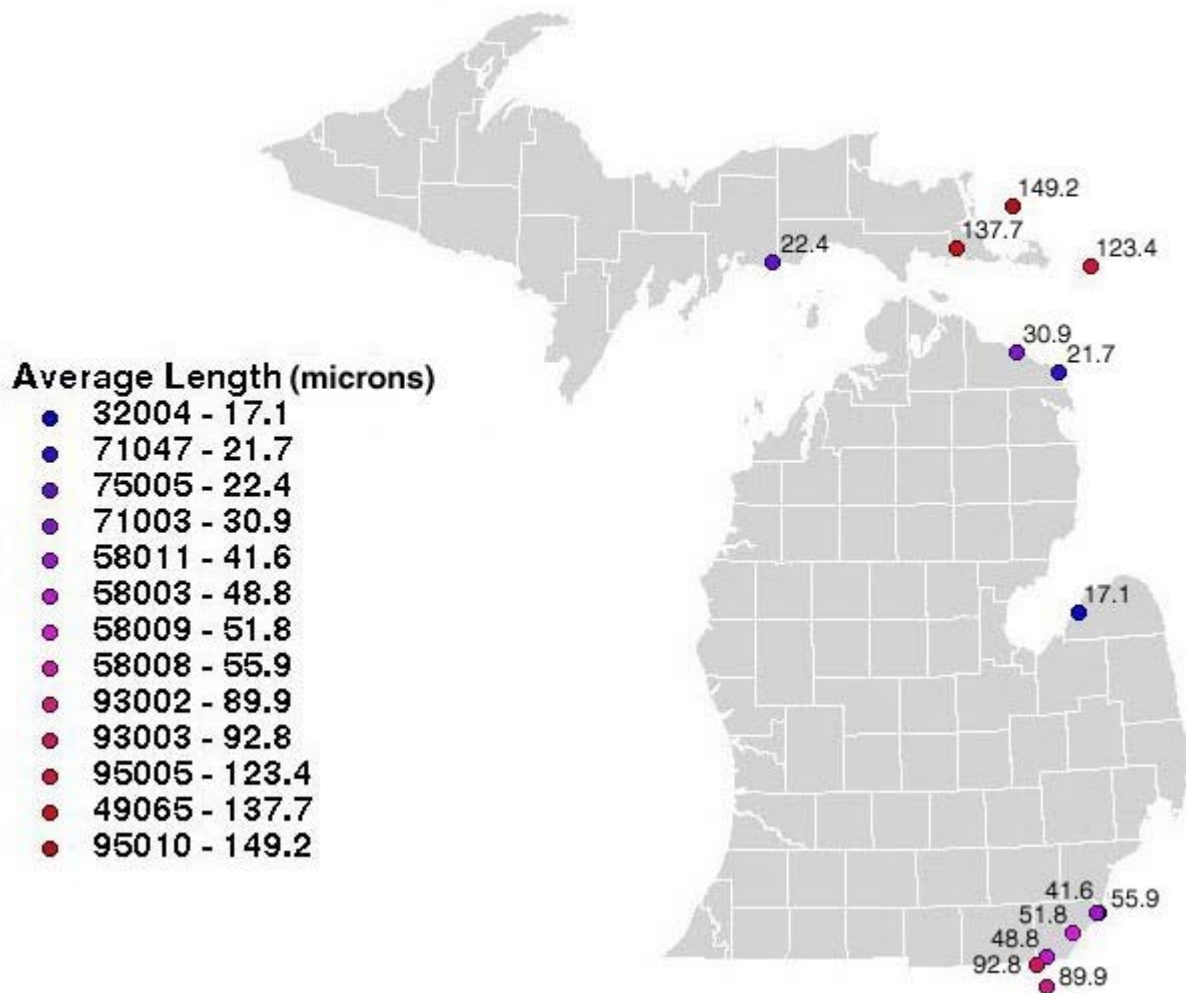 149.2
137.7
22.4
123.4
30.9
21.7
Average Length (microns)
32004 - 17.1
71047 - 21.7
75005 - 22.4
71003 - 30.9
58011 - 41.6
58003 - 48.8
58009 - 51.8
58008 - 55.9
93002 - 89.9
93003 - 92.8
95005 - 123.4
49065 - 137.7
95010 - 149.2
17.1
41.6 55.9
51.8
48.8
92.8
89.9